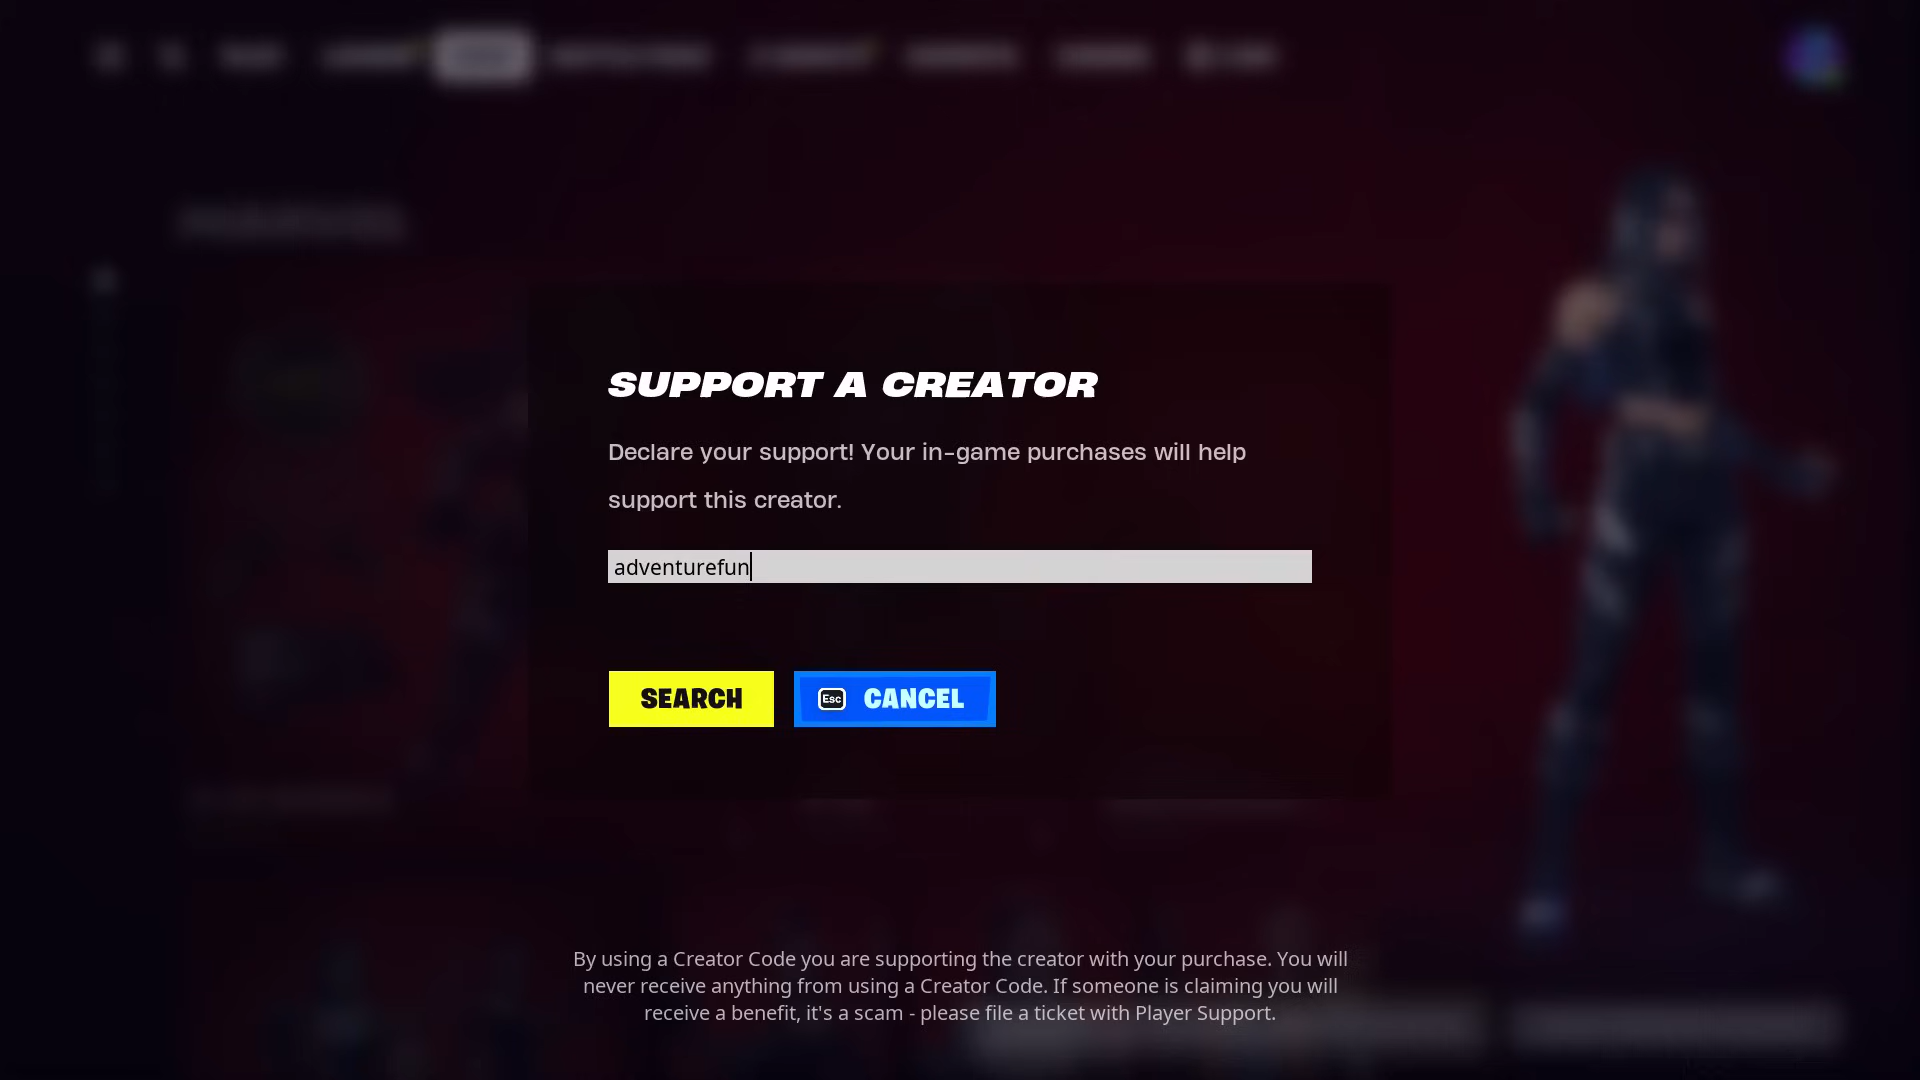 SUPPORT A CREATOR
Declare your support! Your in-game purchases will help
support this creator.
adventurefun
SEARCH
Esc CANCEL
By using a Creator Code you are supporting the creator with your purchase. You will
never receive anything from using a Creator Code. If someone is claiming you will
receive a benefit, it's a scam - please file a ticket with Player Support.